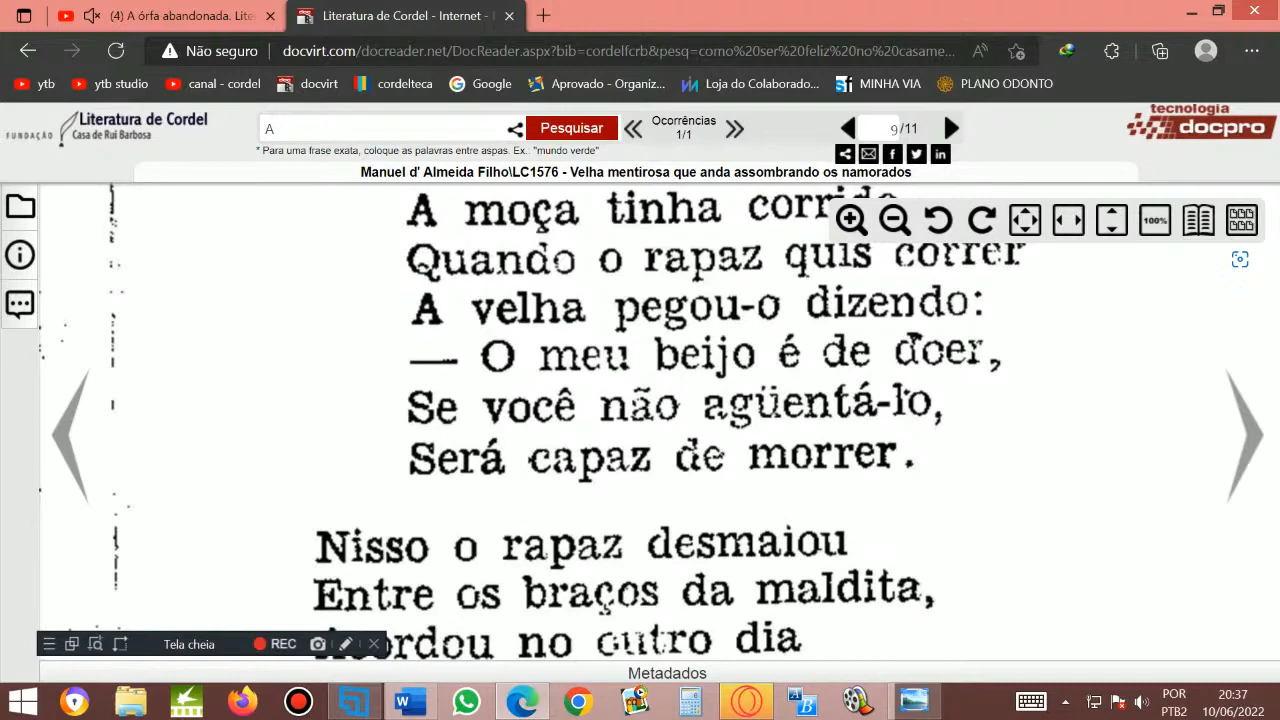 (4) A órfa abandonada. Lite
Literatura de Cordel - Internet -
Não seguro
docvirt.com/docreader.net/DocReader.aspx?bib=cordelfcrb&pesq=como%20ser%20feliz%20no%20casame...
ytb
ytb studio
canal - cordel
docvirt
cordelteca
Google
Aprovado - Organiz...
Loja do Colaborado...
MINHA VIA
PLANO ODONTO
FUNDAÇÃO
Literatura de Cordel
Casa de Rui Barbosa
A
Pesquisar
Ocorrências
1/1
9 /11
tecnologia
docpro
* Para uma frase exata, coloque as palavras entre aspas. Ex.: "mundo verde"
Manuel d' Almeida Filho\LC1576 - Velha mentirosa que anda assombrando os namorados
100%
A moça tinha corrido
Quando o rapaz quis correr
A velha pegou-o dizendo:
— O meu beijo é de doer,
Se você não agüentá-lo,
Será capaz de morrer.
Nisso o rapaz desmaiou
Entre os braços da maldita,
no outro dia
Tela cheia
REC
Metadados
POR
PTB2
20:37
10/06/2022